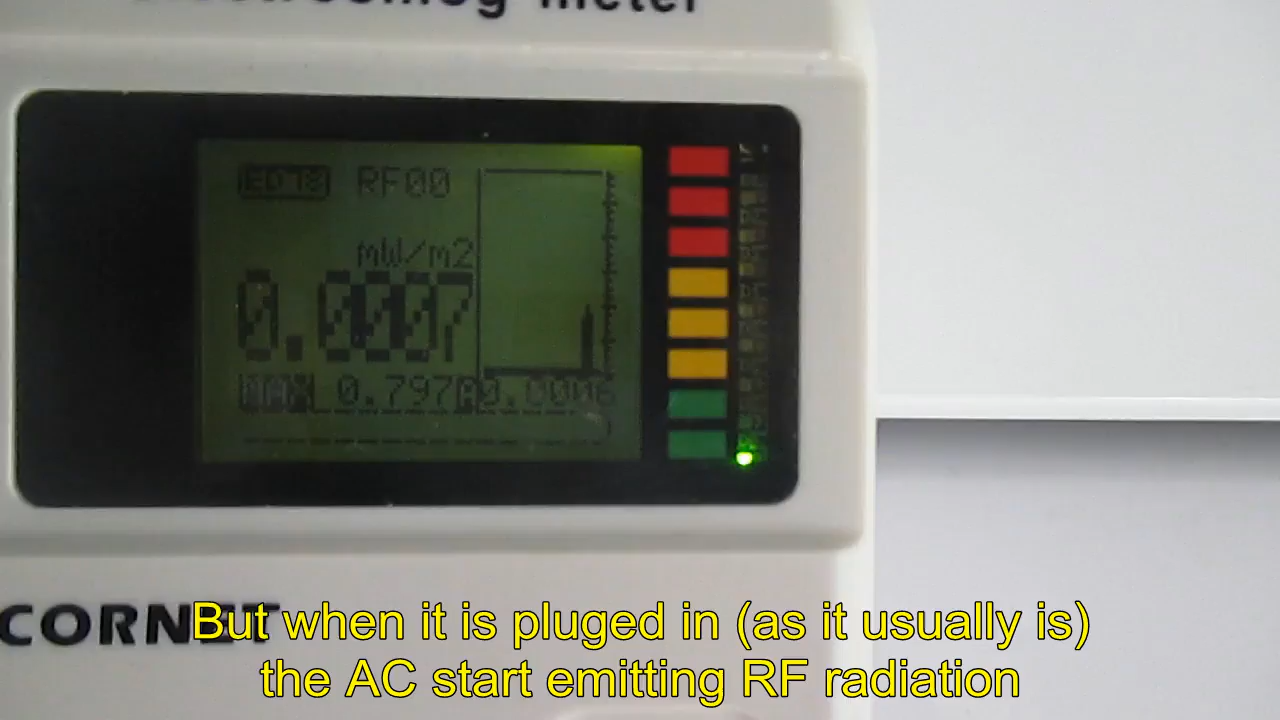 meter
ED78 RF00
mW/m2
0.0007
MAX 0.797A0.0006
CORNET
But when it is pluged in (as it usually is)
the AC start emitting RF radiation